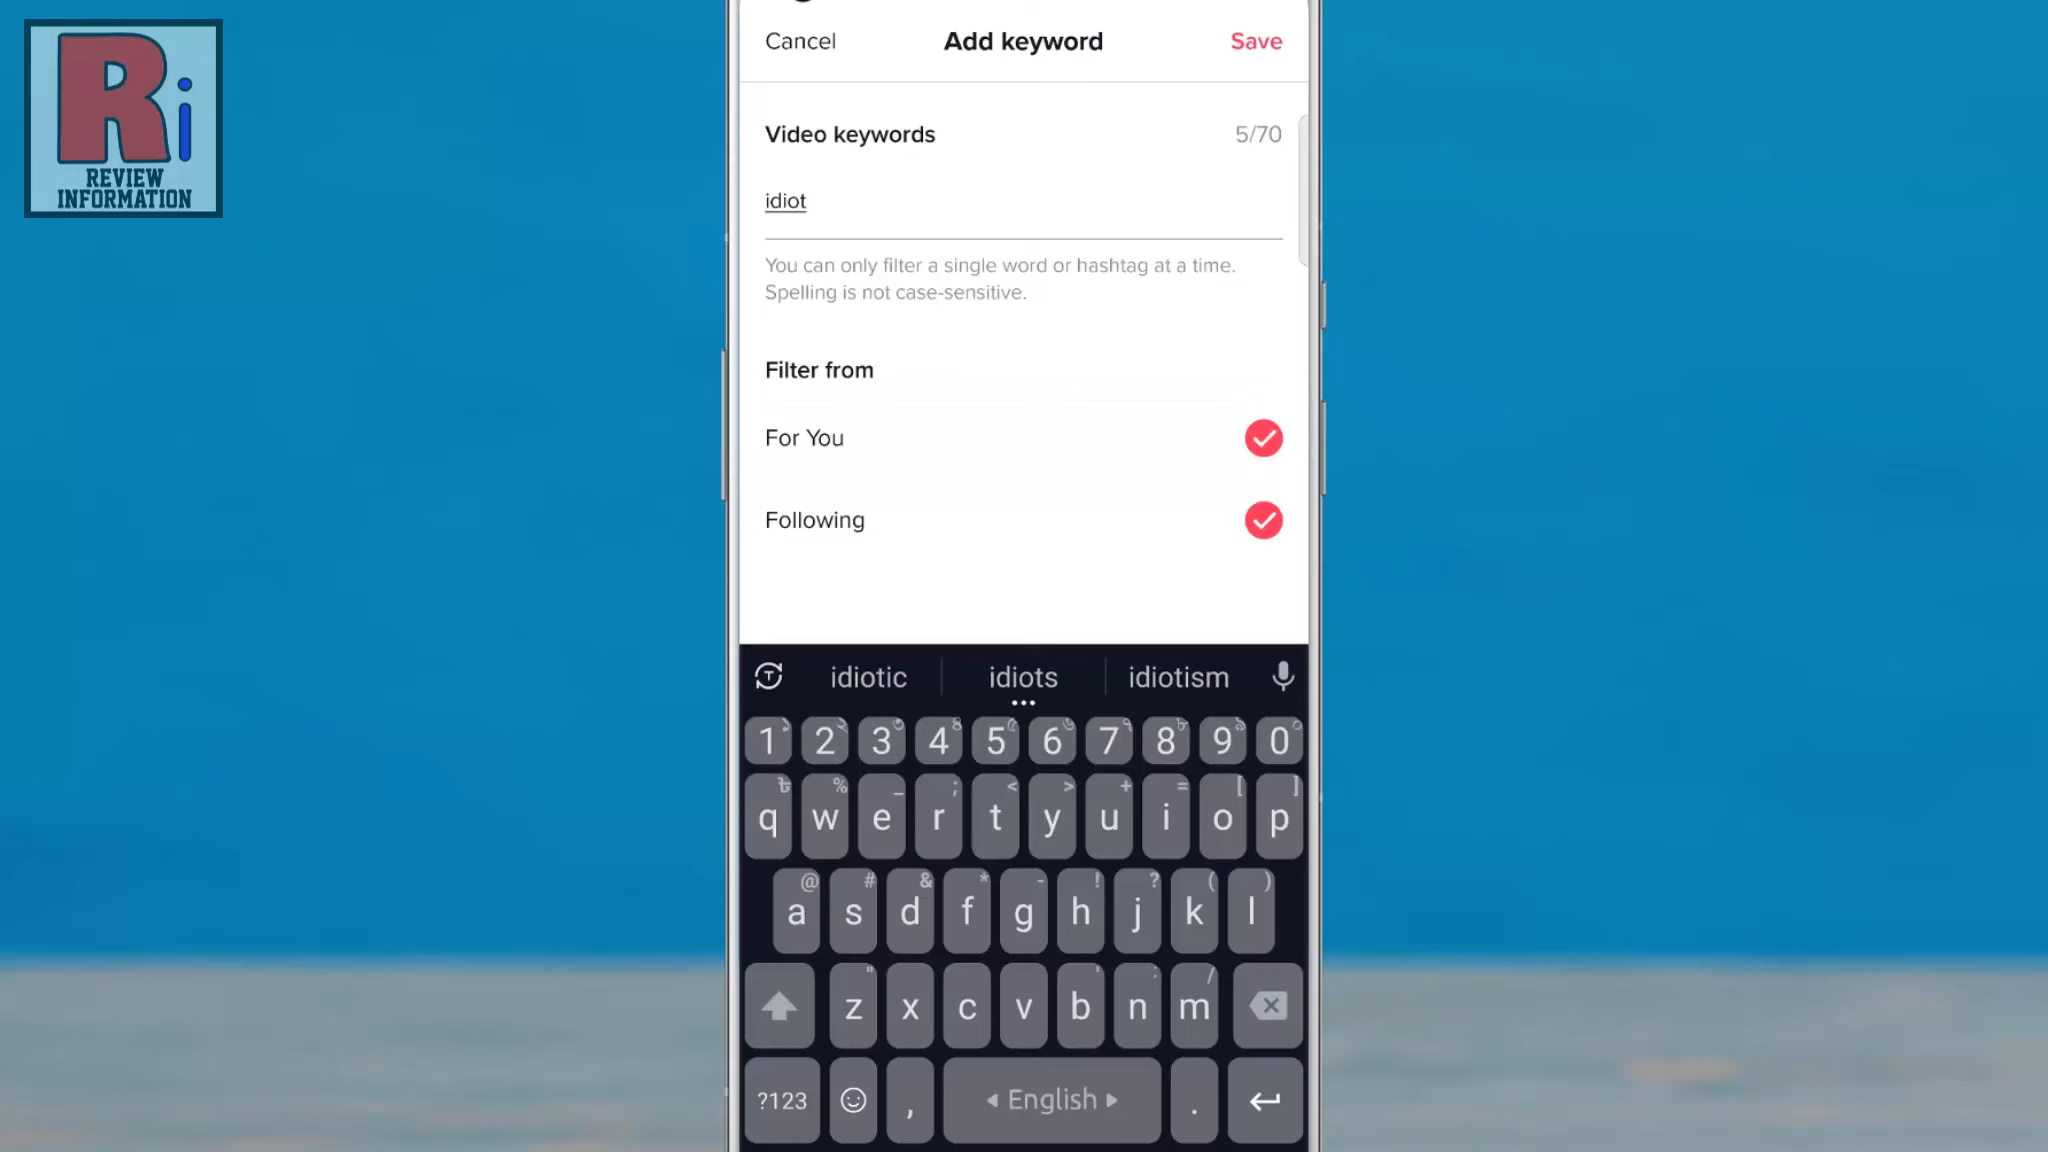 Ri
REVIEW
INFORMATION
Cancel Add keyword Save
Video keywords 5/70
idiot
You can only filter a single word or hashtag at a time.
Spelling is not case-sensitive.
Filter from
For You
Following
idiotic idiots idiotism
1 2 3 4 5 6 7 8 9 0
% _ ; < > + = [ ]
q w e r t y u i o p
@ # & * - ! ? ( )
a s d f g h j k l
" ' : /
z x c v b n m
?123 , English .